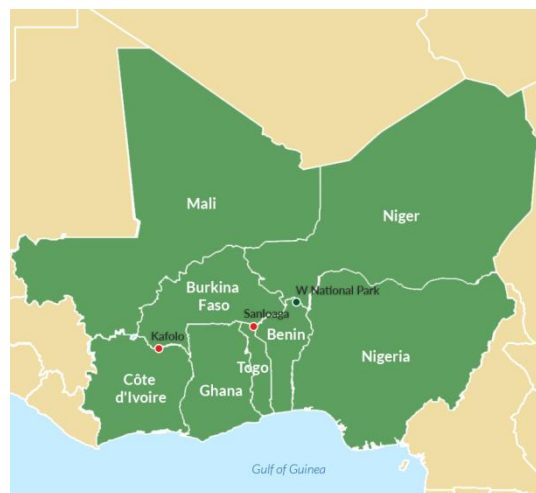 Mali
Niger
W National Park
Burkina
Faso
Sanloaga
Benin
Kafolo
Nigeria
Togo
Côte
d'Ivoire
Ghana
Gulf of Guinea